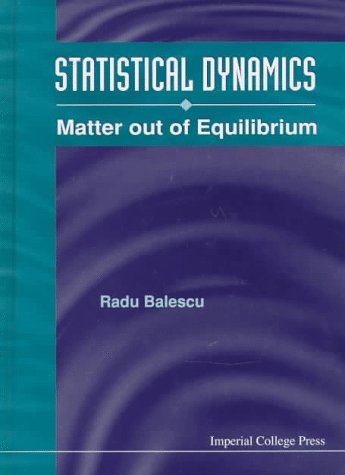 STATISTICAL DYNAMICS
Matter out of Equilibrium
Radu Balescu
Imperial College Press